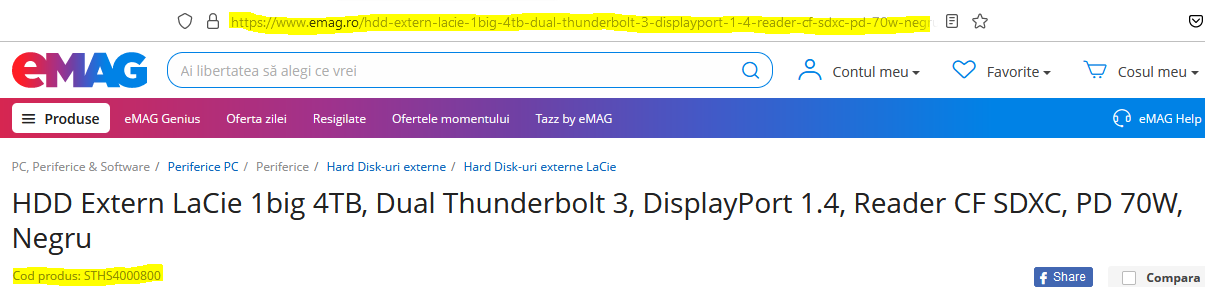 https://www.emag.ro/hdd-extern-lacie-1big-4tb-dual-thunderbolt-3-displayport-1-4-reader-cf-sdxc-pd-70w-negr
eMAG
Ai libertatea să alegi ce vrei
Contul meu
Favorite
Cosul meu
Produse
eMAG Genius
Oferta zilei
Resigilate
Ofertele momentului
Tazz by eMAG
eMAG Help
PC, Periferice & Software / Periferice PC / Periferice / Hard Disk-uri externe / Hard Disk-uri externe LaCie
HDD Extern LaCie 1big 4TB, Dual Thunderbolt 3, DisplayPort 1.4, Reader CF SDXC, PD 70W,
Negru
Cod produs: STHS4000800
f Share
Compara